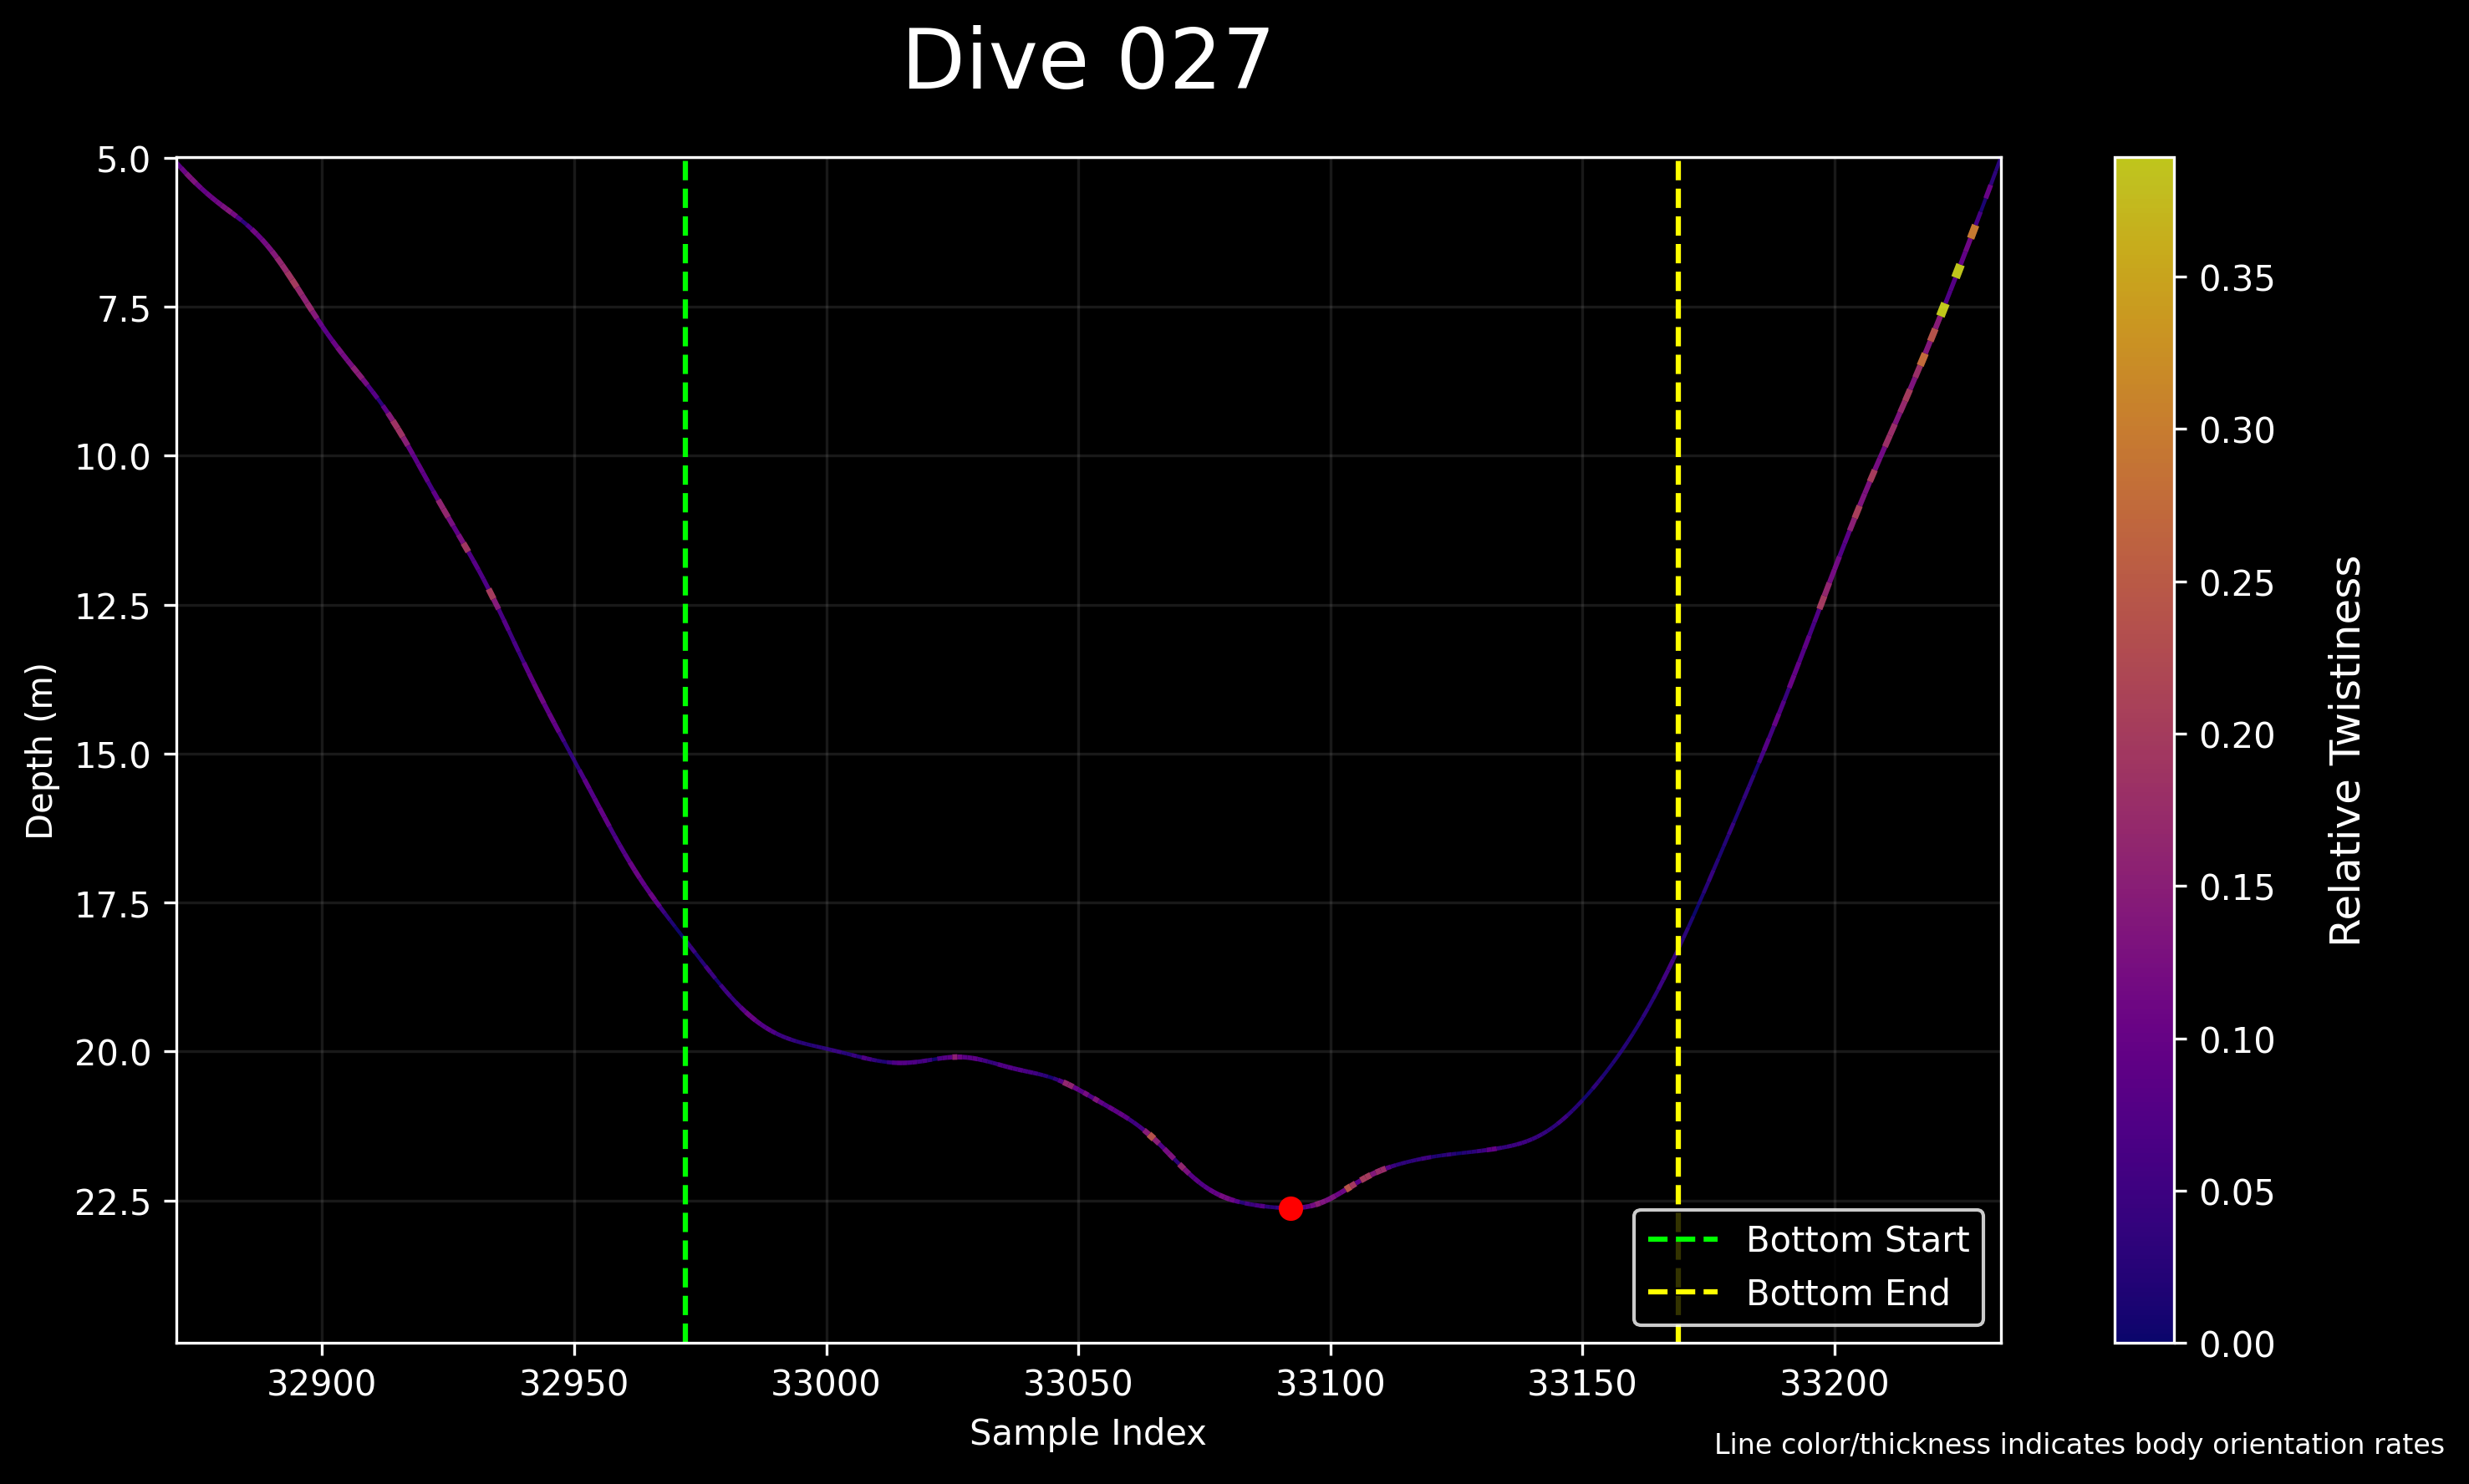 Dive 027
5.0
7.5
10.0
12.5
15.0
17.5
20.0
22.5
Depth (m)
32900 32950 33000 33050 33100 33150 33200
Sample Index
Bottom Start
Bottom End
0.35
0.30
0.25
0.20
0.15
0.10
0.05
0.00
Relative Twistiness
Line color/thickness indicates body orientation rates